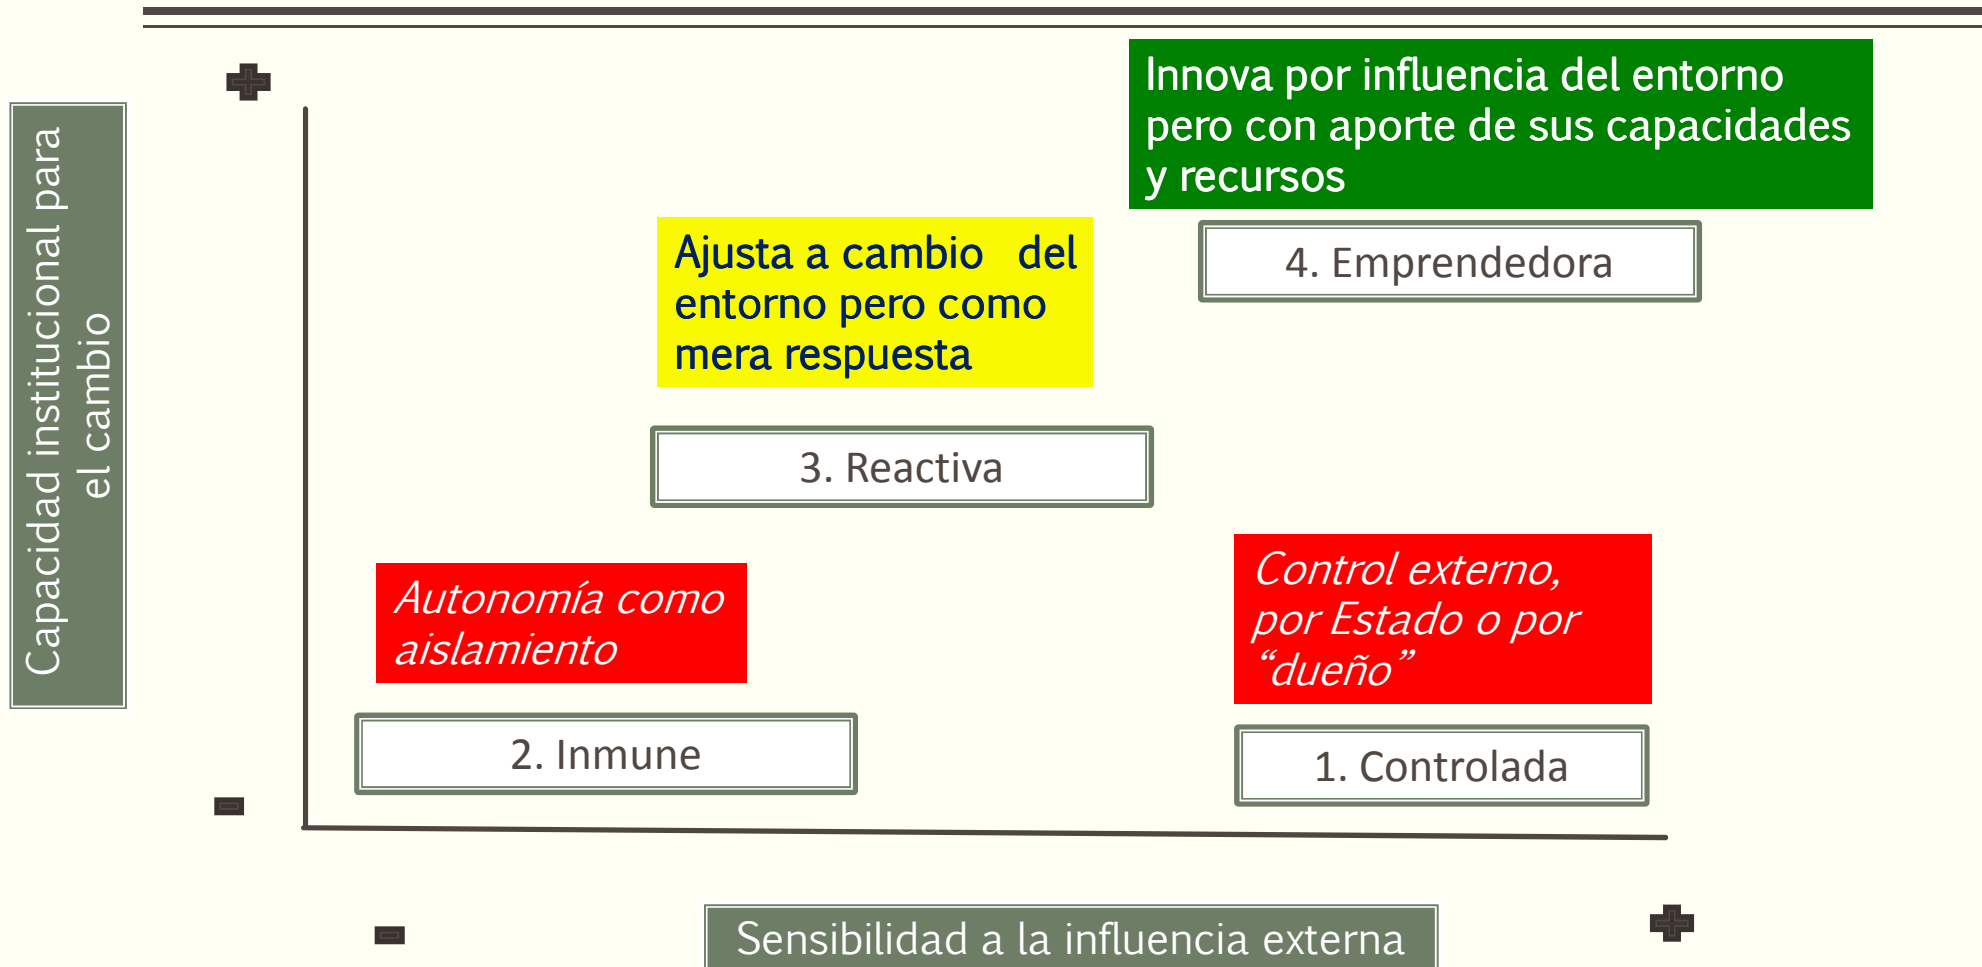 Capacidad institucional para
el cambio
Innova por influencia del entorno
pero con aporte de sus capacidades
y recursos
4. Emprendedora
Ajusta a cambio del
entorno pero como
mera respuesta
3. Reactiva
Autonomía como
aislamiento
2. Inmune
Control externo,
por Estado o por
“dueño”
1. Controlada
Sensibilidad a la influencia externa